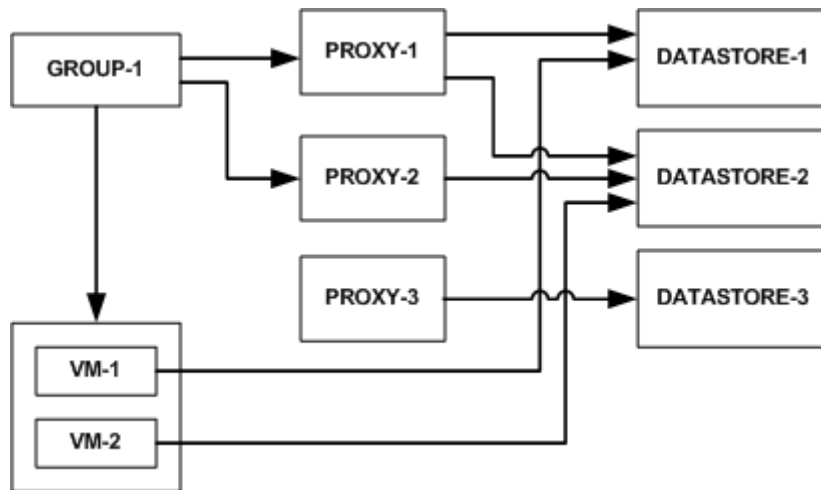 GROUP-1
PROXY-1
DATASTORE-1
PROXY-2
DATASTORE-2
PROXY-3
DATASTORE-3
VM-1
VM-2